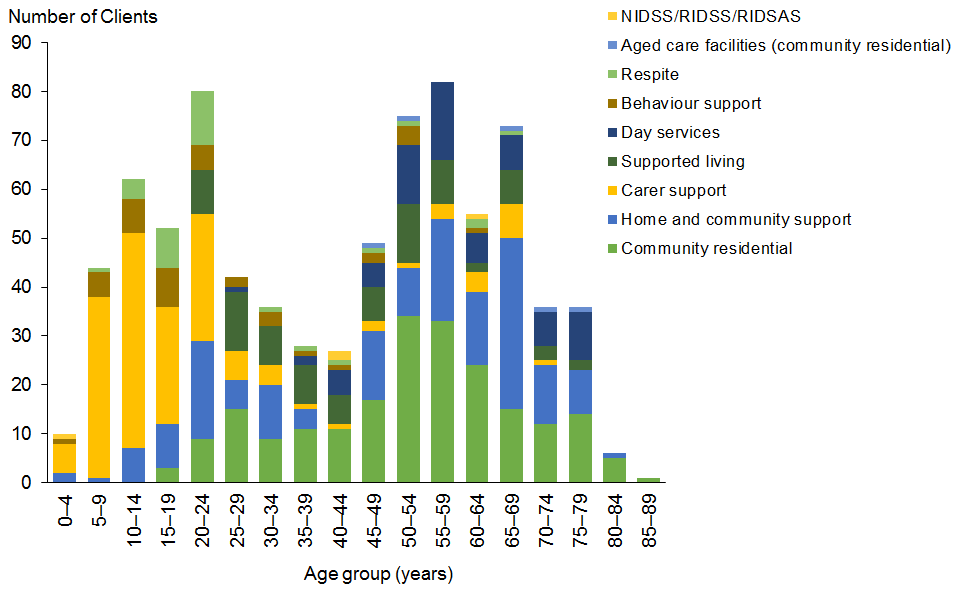 Number of Clients
NIDSS/RIDSS/RIDSAS
Aged care facilities (community residential)
Respite
Behaviour support
Day services
Supported living
Carer support
Home and community support
Community residential
90
80
70
60
50
40
30
20
10
0
0–4
5–9
10–14
15–19
20–24
25–29
30–34
35–39
40–44
45–49
50–54
55–59
60–64
65–69
70–74
75–79
80–84
85–89
Age group (years)